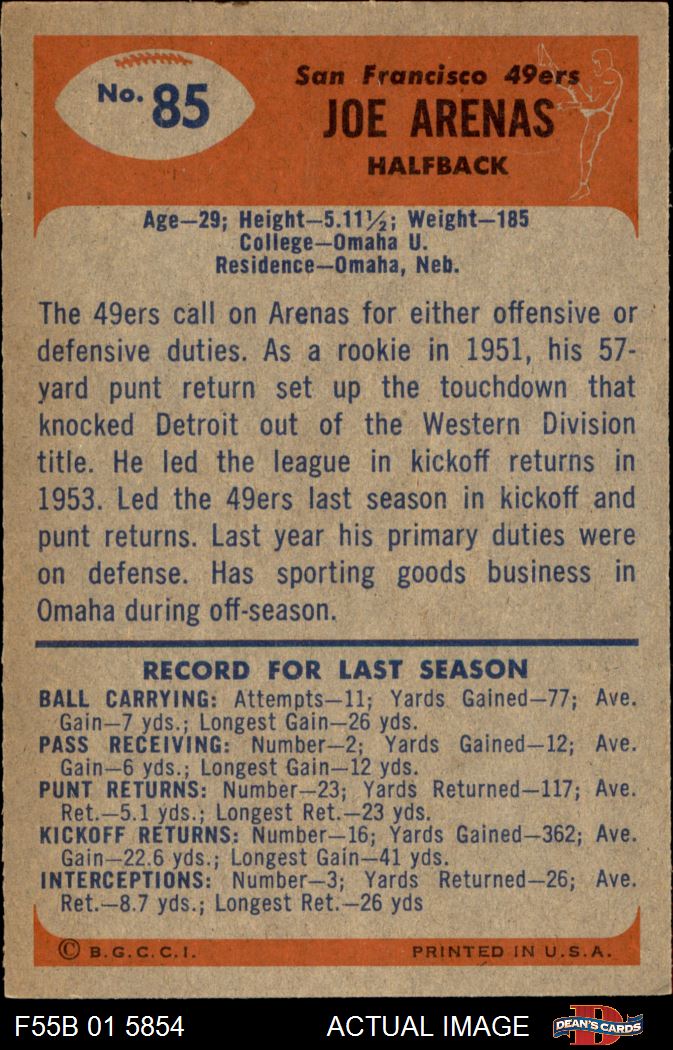 No. 85
San Francisco 49ers
JOE ARENAS
HALFBACK
Age—29; Height—5.11½; Weight—185
College—Omaha U.
Residence—Omaha, Neb.
The 49ers call on Arenas for either offensive or
defensive duties. As a rookie in 1951, his 57-
yard punt return set up the touchdown that
knocked Detroit out of the Western Division
title. He led the league in kickoff returns in
1953. Led the 49ers last season in kickoff and
punt returns. Last year his primary duties were
on defense. Has sporting goods business in
Omaha during off-season.
RECORD FOR LAST SEASON
BALL CARRYING: Attempts—11; Yards Gained—77; Ave.
Gain—7 yds.; Longest Gain—26 yds.
PASS RECEIVING: Number—2; Yards Gained—12; Ave.
Gain—6 yds.; Longest Gain—12 yds.
PUNT RETURNS: Number—23; Yards Returned—117; Ave.
Ret.—5.1 yds.; Longest Ret.—23 yds.
KICKOFF RETURNS: Number—16; Yards Gained—362; Ave.
Gain—22.6 yds.; Longest Gain—41 yds.
INTERCEPTIONS: Number—3; Yards Returned—26; Ave.
Ret.—8.7 yds.; Longest Ret.—26 yds
© B.G.C.C.I. PRINTED IN U.S.A.
F55B 01 5854 ACTUAL IMAGE DEAN'S CARDS